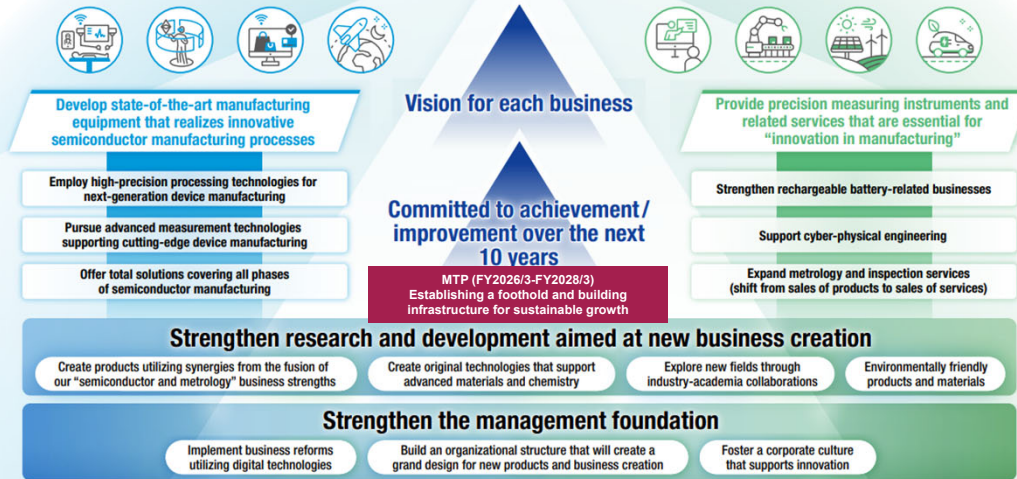 Vision for each business
Develop state-of-the-art manufacturing
equipment that realizes innovative
semiconductor manufacturing processes
Employ high-precision processing technologies for
next-generation device manufacturing
Pursue advanced measurement technologies
supporting cutting-edge device manufacturing
Offer total solutions covering all phases
of semiconductor manufacturing
Provide precision measuring instruments and
related services that are essential for
“innovation in manufacturing”
Strengthen rechargeable battery-related businesses
Support cyber-physical engineering
Expand metrology and inspection services
(shift from sales of products to sales of services)
Committed to achievement/
improvement over the next
10 years
MTP (FY2026/3-FY2028/3)
Establishing a foothold and building
infrastructure for sustainable growth
Strengthen research and development aimed at new business creation
Create products utilizing synergies from the fusion of
our “semiconductor and metrology” business strengths
Create original technologies that support
advanced materials and chemistry
Explore new fields through
industry-academia collaborations
Environmentally friendly
products and materials
Strengthen the management foundation
Implement business reforms
utilizing digital technologies
Build an organizational structure that will create a
grand design for new products and business creation
Foster a corporate culture
that supports innovation